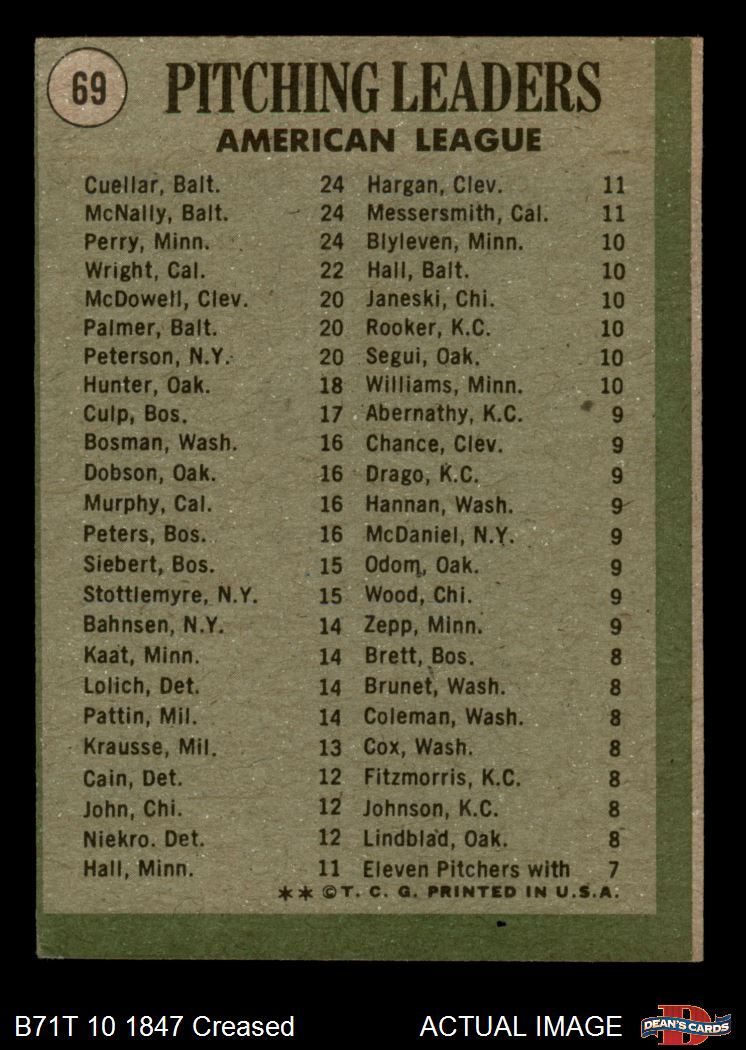 69
PITCHING LEADERS
AMERICAN LEAGUE
Cuellar, Balt. 24
McNally, Balt. 24
Perry, Minn. 24
Wright, Cal. 22
McDowell, Clev. 20
Palmer, Balt. 20
Peterson, N.Y. 20
Hunter, Oak. 18
Culp, Bos. 17
Bosman, Wash. 16
Dobson, Oak. 16
Murphy, Cal. 16
Peters, Bos. 16
Siebert, Bos. 15
Stottlemyre, N.Y. 15
Bahnsen, N.Y. 14
Kaat, Minn. 14
Lolich, Det. 14
Pattin, Mil. 14
Krausse, Mil. 13
Cain, Det. 12
John, Chi. 12
Niekro. Det. 12
Hall, Minn. 11
Hargan, Clev. 11
Messersmith, Cal. 11
Blyleven, Minn. 10
Hall, Balt. 10
Janeski, Chi. 10
Rooker, K.C. 10
Segui, Oak. 10
Williams, Minn. 10
Abernathy, K.C. 9
Chance, Clev. 9
Drago, K.C. 9
Hannan, Wash. 9
McDaniel, N.Y. 9
Odom, Oak. 9
Wood, Chi. 9
Zepp, Minn. 9
Brett, Bos. 8
Brunet, Wash. 8
Coleman, Wash. 8
Cox, Wash. 8
Fitzmorris, K.C. 8
Johnson, K.C. 8
Lindblad, Oak. 8
Eleven Pitchers with 7
**©T. C. G. PRINTED IN U.S.A.
B71T 10 1847 Creased
ACTUAL IMAGE
DEAN'S CARDS